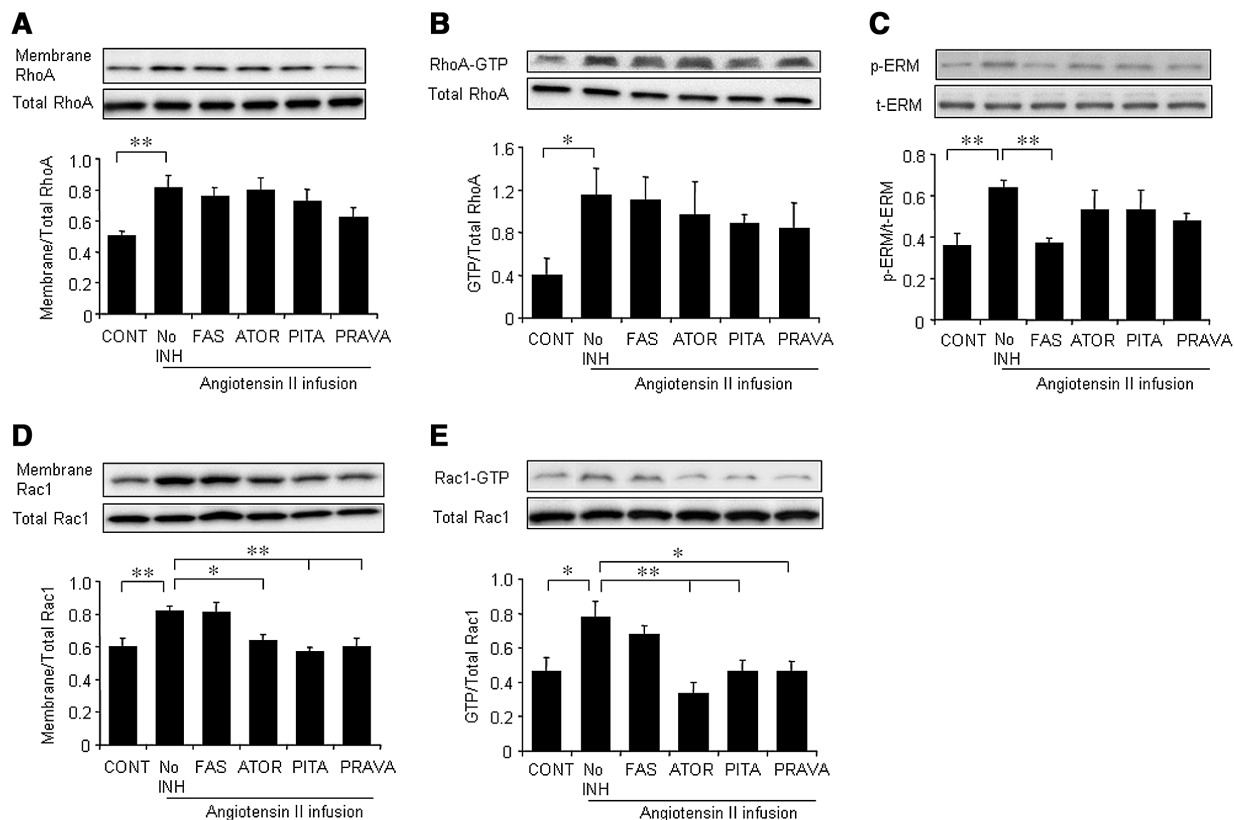 A
Membrane
RhoA
Total RhoA
**
Membrane/Total RhoA
1.0
0.8
0.6
0.4
0.2
0
CONT No INH FAS ATOR PITA PRAVA
Angiotensin II infusion
B
RhoA-GTP
Total RhoA
*
GTP/Total RhoA
1.6
1.2
0.8
0.4
0
CONT No INH FAS ATOR PITA PRAVA
Angiotensin II infusion
C
p-ERM
t-ERM
** **
p-ERM/t-ERM
0.8
0.6
0.4
0.2
0
CONT No INH FAS ATOR PITA PRAVA
Angiotensin II infusion
D
Membrane
Rac1
Total Rac1
**
** *
Membrane/Total Rac1
1.0
0.8
0.6
0.4
0.2
0
CONT No INH FAS ATOR PITA PRAVA
Angiotensin II infusion
E
Rac1-GTP
Total Rac1
*
* **
GTP/Total Rac1
1.0
0.8
0.6
0.4
0.2
0
CONT No INH FAS ATOR PITA PRAVA
Angiotensin II infusion